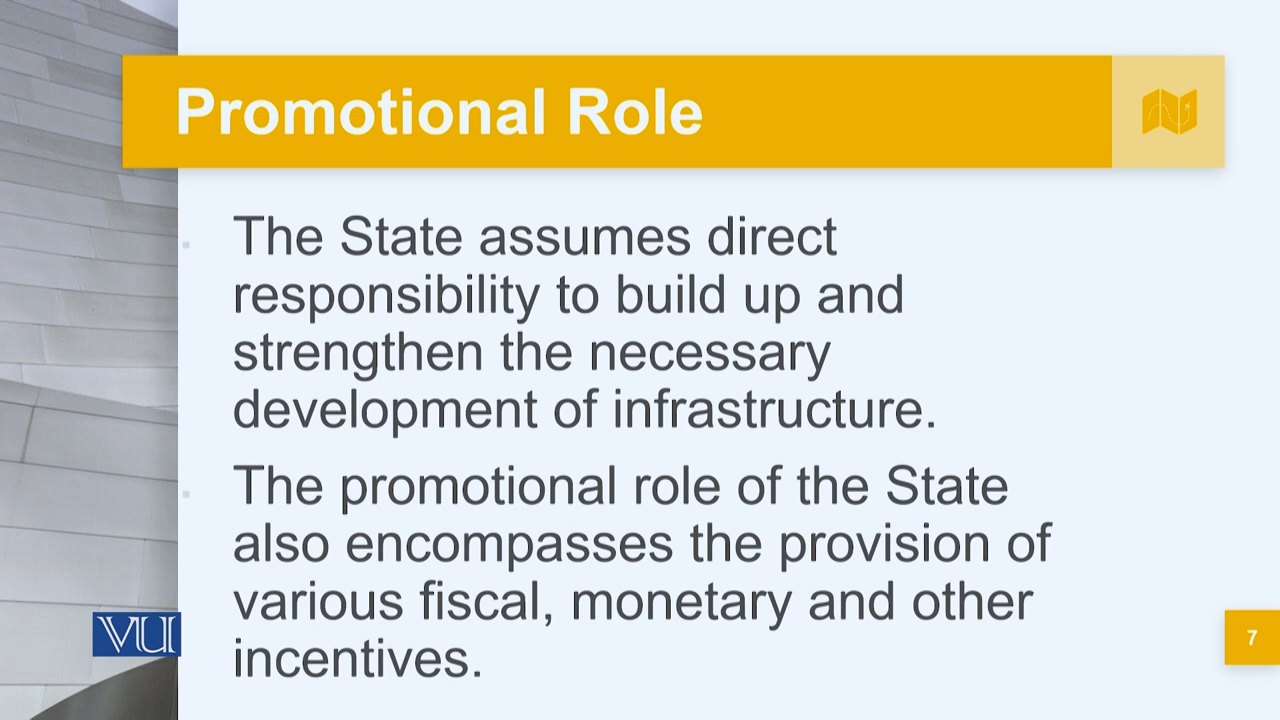 Promotional Role
The State assumes direct
responsibility to build up and
strengthen the necessary
development of infrastructure.
The promotional role of the State
also encompasses the provision of
various fiscal, monetary and other
incentives.
VU
7